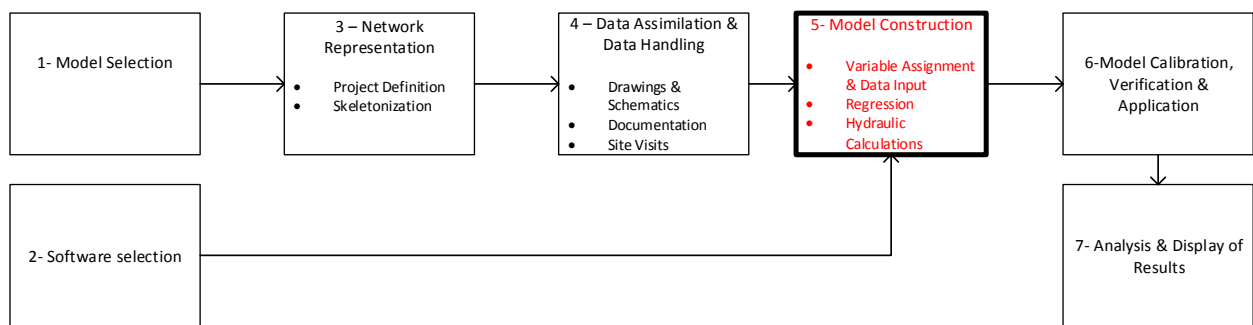 1- Model Selection
3 – Network
Representation
• Project Definition
• Skeletonization
4 – Data Assimilation &
Data Handling
• Drawings &
Schematics
• Documentation
• Site Visits
5- Model Construction
• Variable Assignment
& Data Input
• Regression
• Hydraulic
Calculations
6-Model Calibration,
Verification &
Application
2- Software selection
7- Analysis & Display of
Results